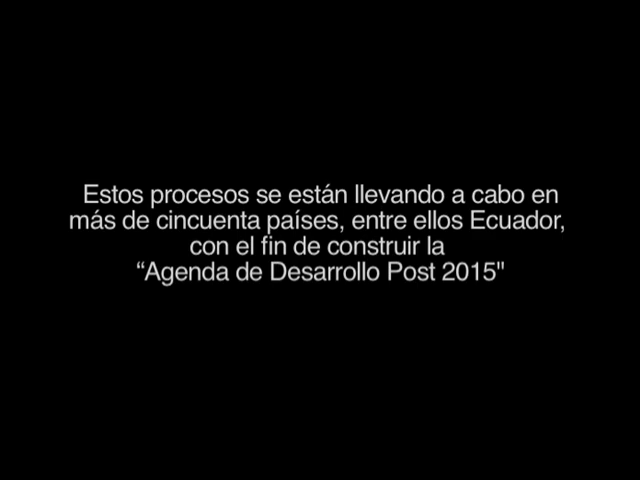 Estos procesos se están llevando a cabo en
más de cincuenta países, entre ellos Ecuador,
con el fin de construir la
“Agenda de Desarrollo Post 2015"